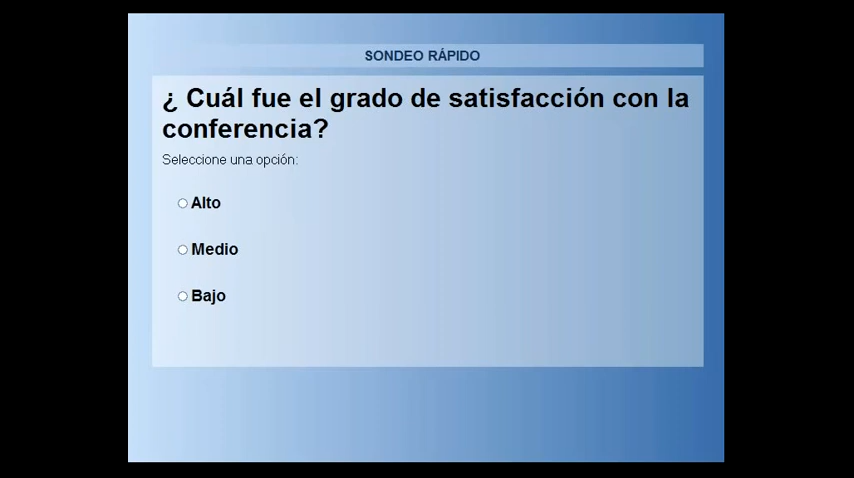 SONDEO RÁPIDO
¿ Cuál fue el grado de satisfacción con la
conferencia?
Seleccione una opción:
Alto
Medio
Bajo